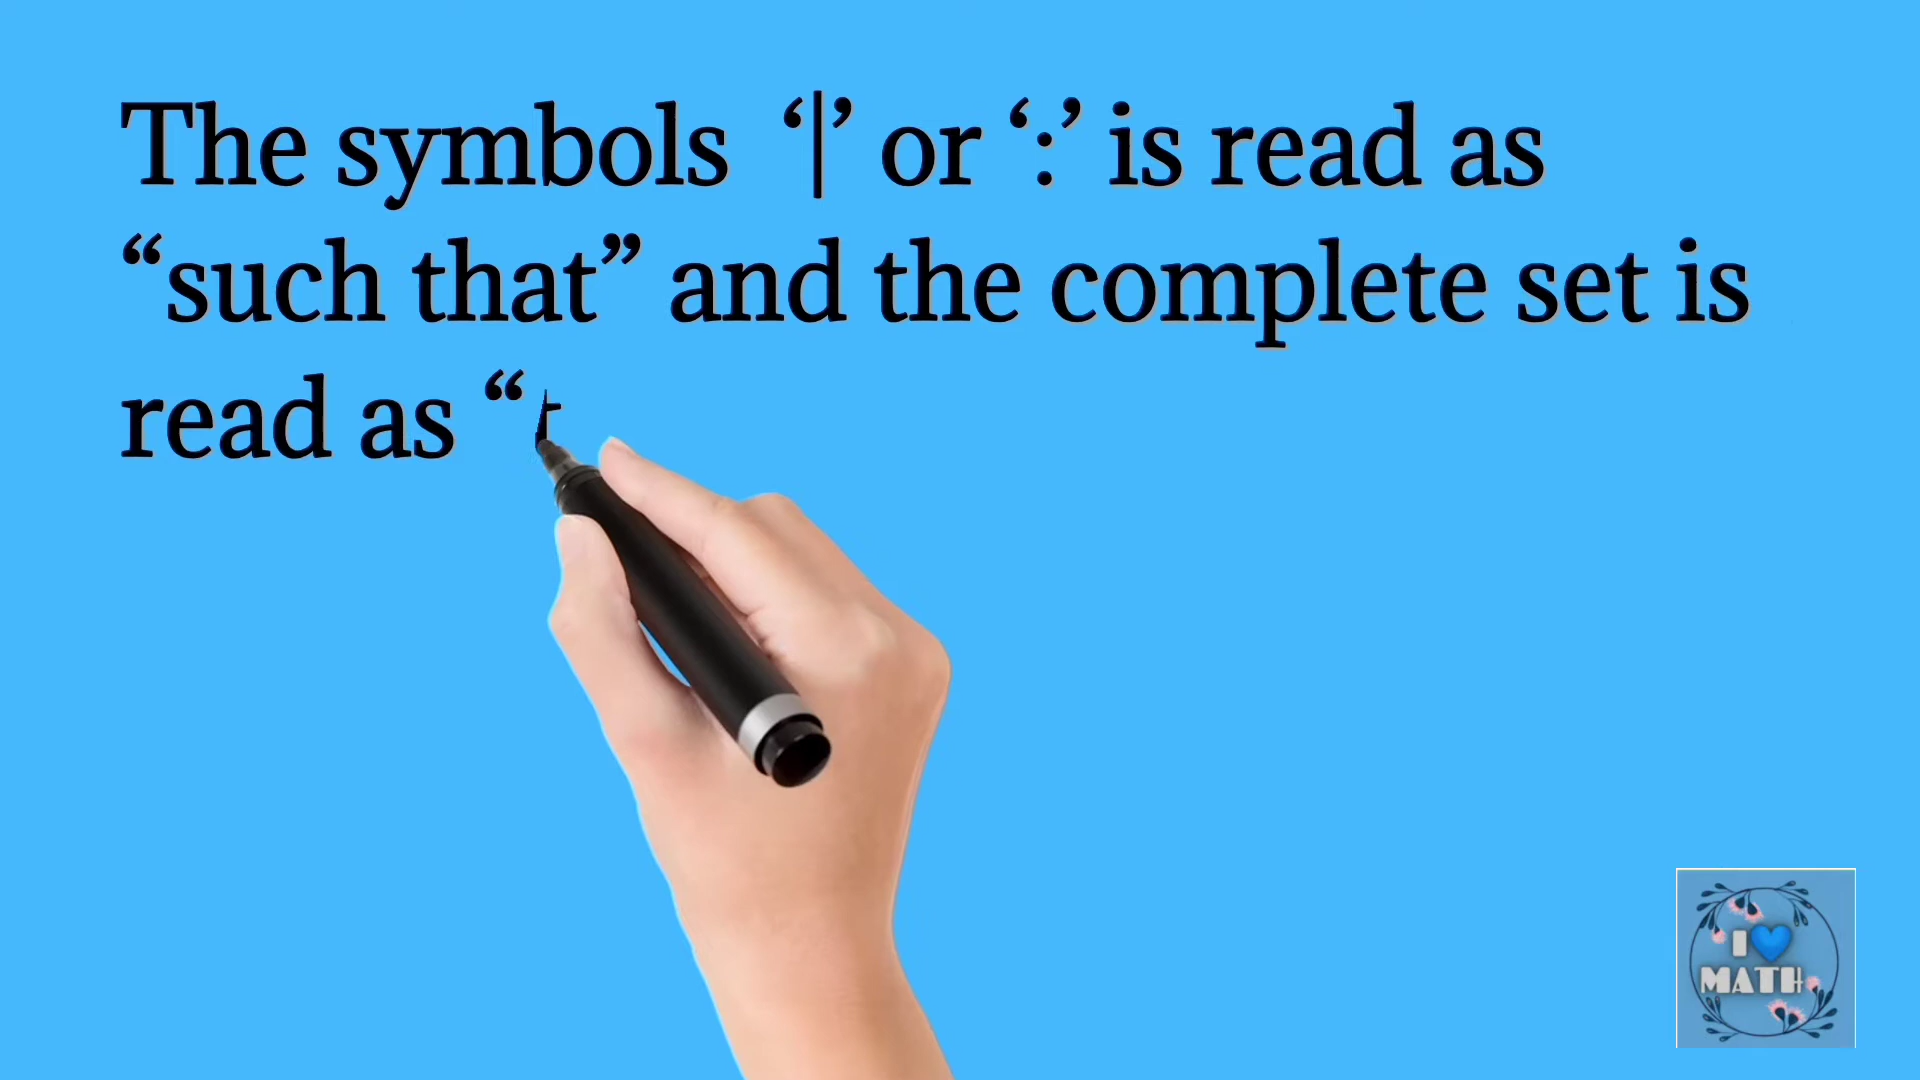 The symbols ‘|’ or ‘:’ is read as
“such that” and the complete set is
read as “t
I 💙
MATH